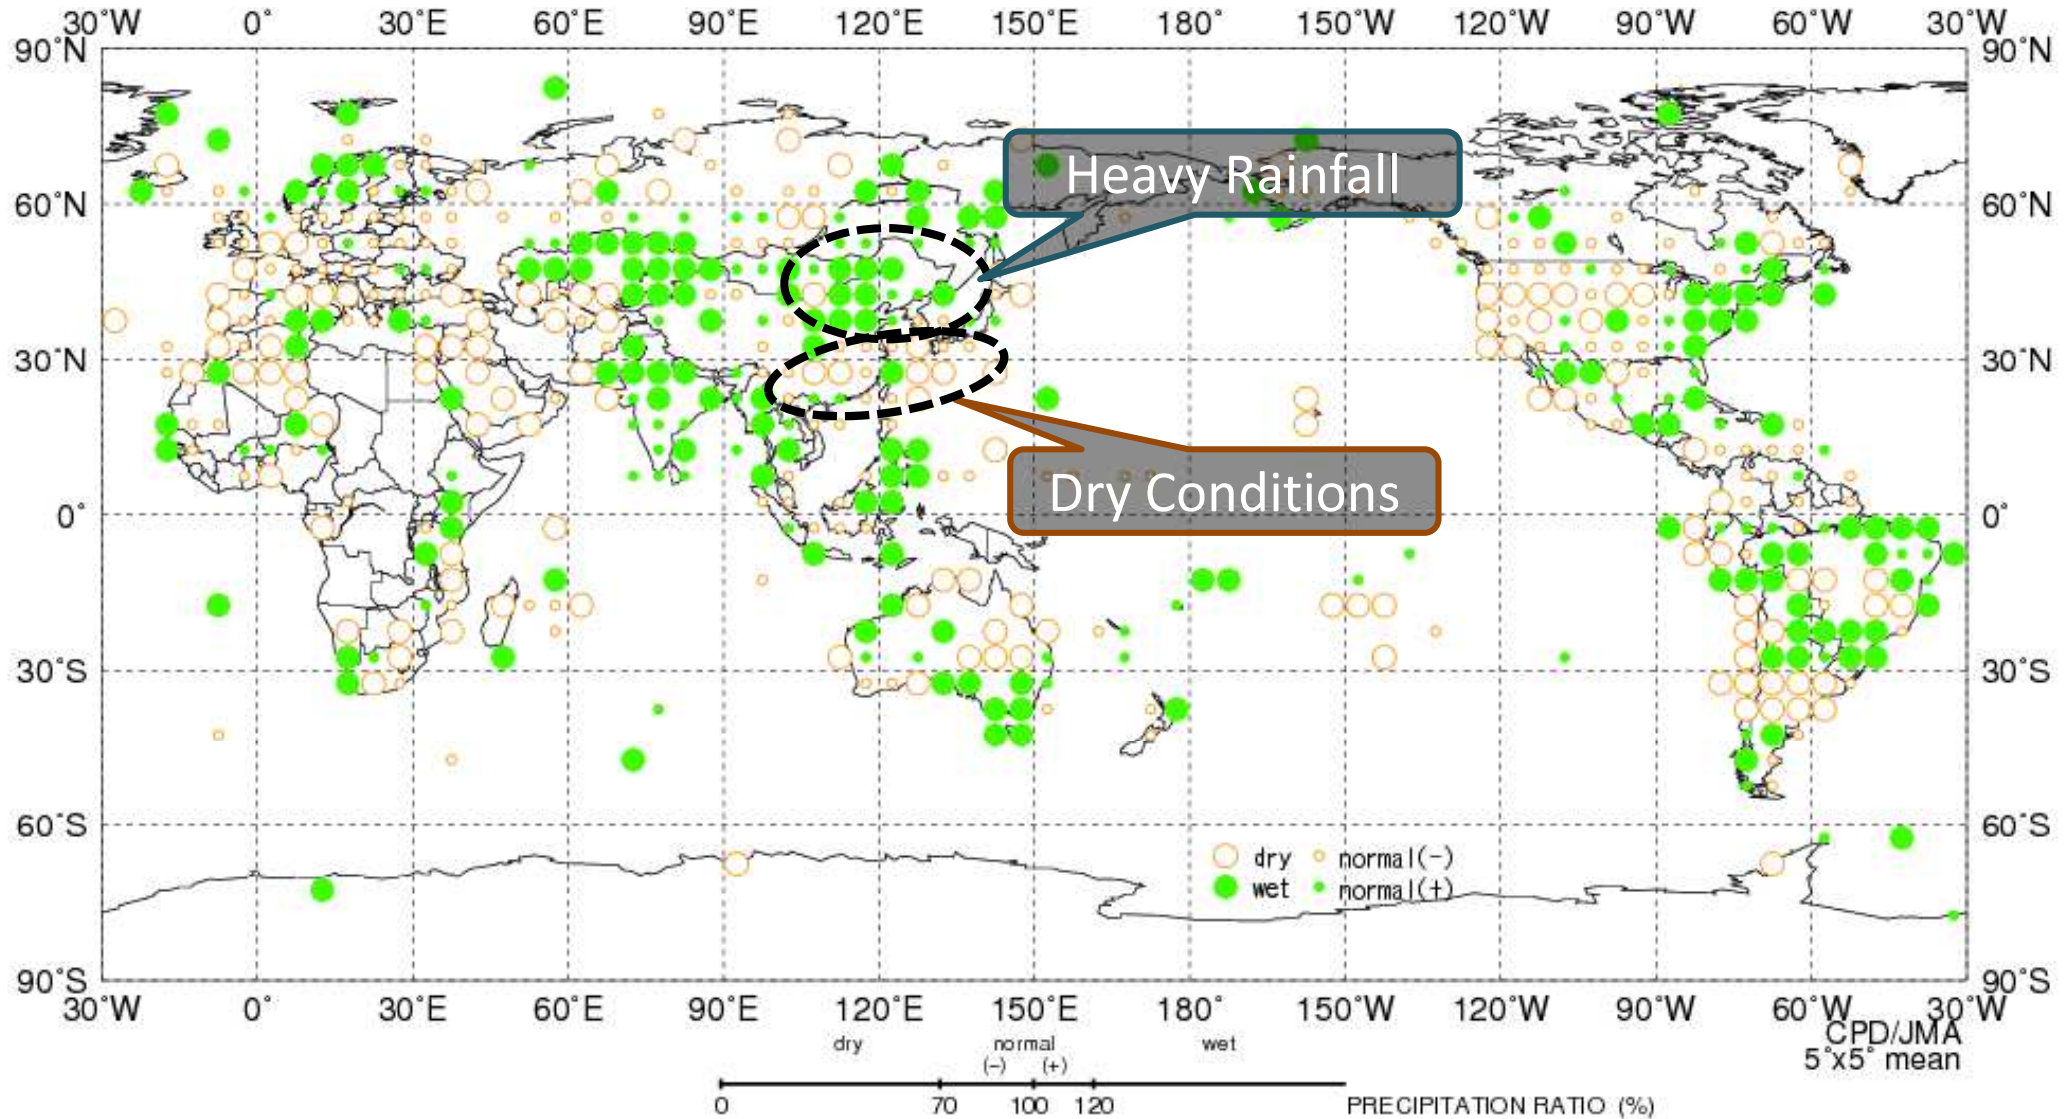 30˚W 0˚ 30˚E 60˚E 90˚E 120˚E 150˚E 180˚ 150˚W 120˚W 90˚W 60˚W 30˚W
90˚N 90˚N
Heavy Rainfall
60˚N 60˚N
30˚N 30˚N
Dry Conditions
0˚ 0˚
30˚S 30˚S
60˚S 60˚S
dry normal(-)
wet normal(+)
90˚S 90˚S
30˚W 0˚ 30˚E 60˚E 90˚E 120˚E 150˚E 180˚ 150˚W 120˚W 90˚W 60˚W 30˚W
CPD/JMA
5˚x5˚ mean
dry normal wet
(-) (+)
0 70 100 120 PRECIPITATION RATIO (%)